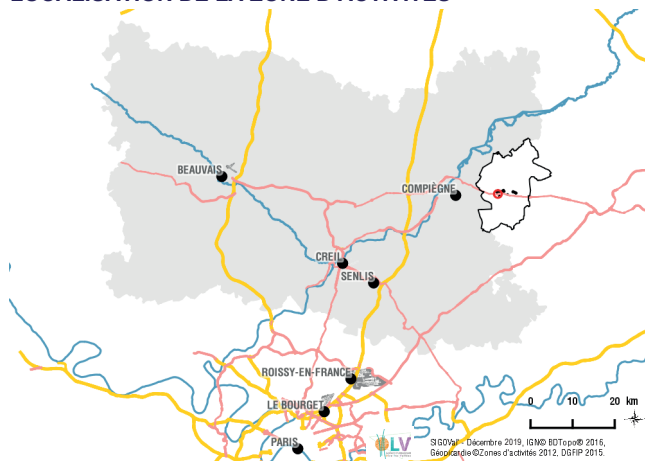 BEAUVAIS
COMPIÈGNE
CREIL
SENLIS
ROISSY-EN-FRANCE
LE BOURGET
PARIS
0 10 20 km
LV
SIGOVal - Décembre 2019, IGN© BDTopo® 2016,
Géopicardie ©Zones d'activités 2012, DGFIP 2015.